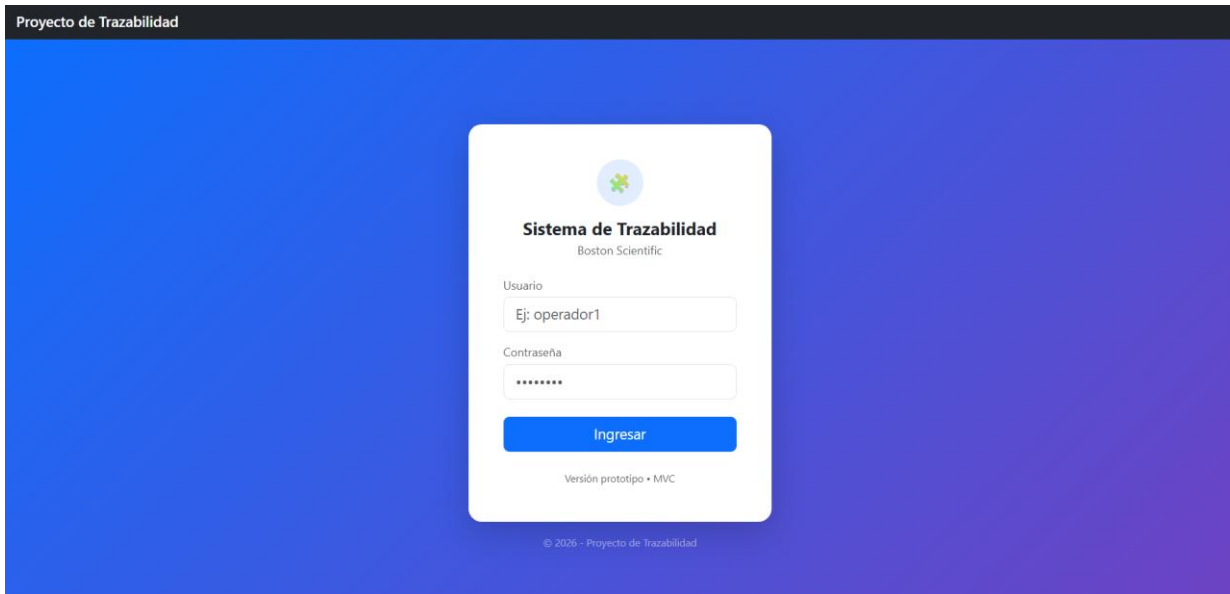 Proyecto de Trazabilidad
Sistema de Trazabilidad
Boston Scientific
Usuario
Ej: operador1
Contraseña
••••••••
Ingresar
Versión prototipo • MVC
© 2026 - Proyecto de Trazabilidad